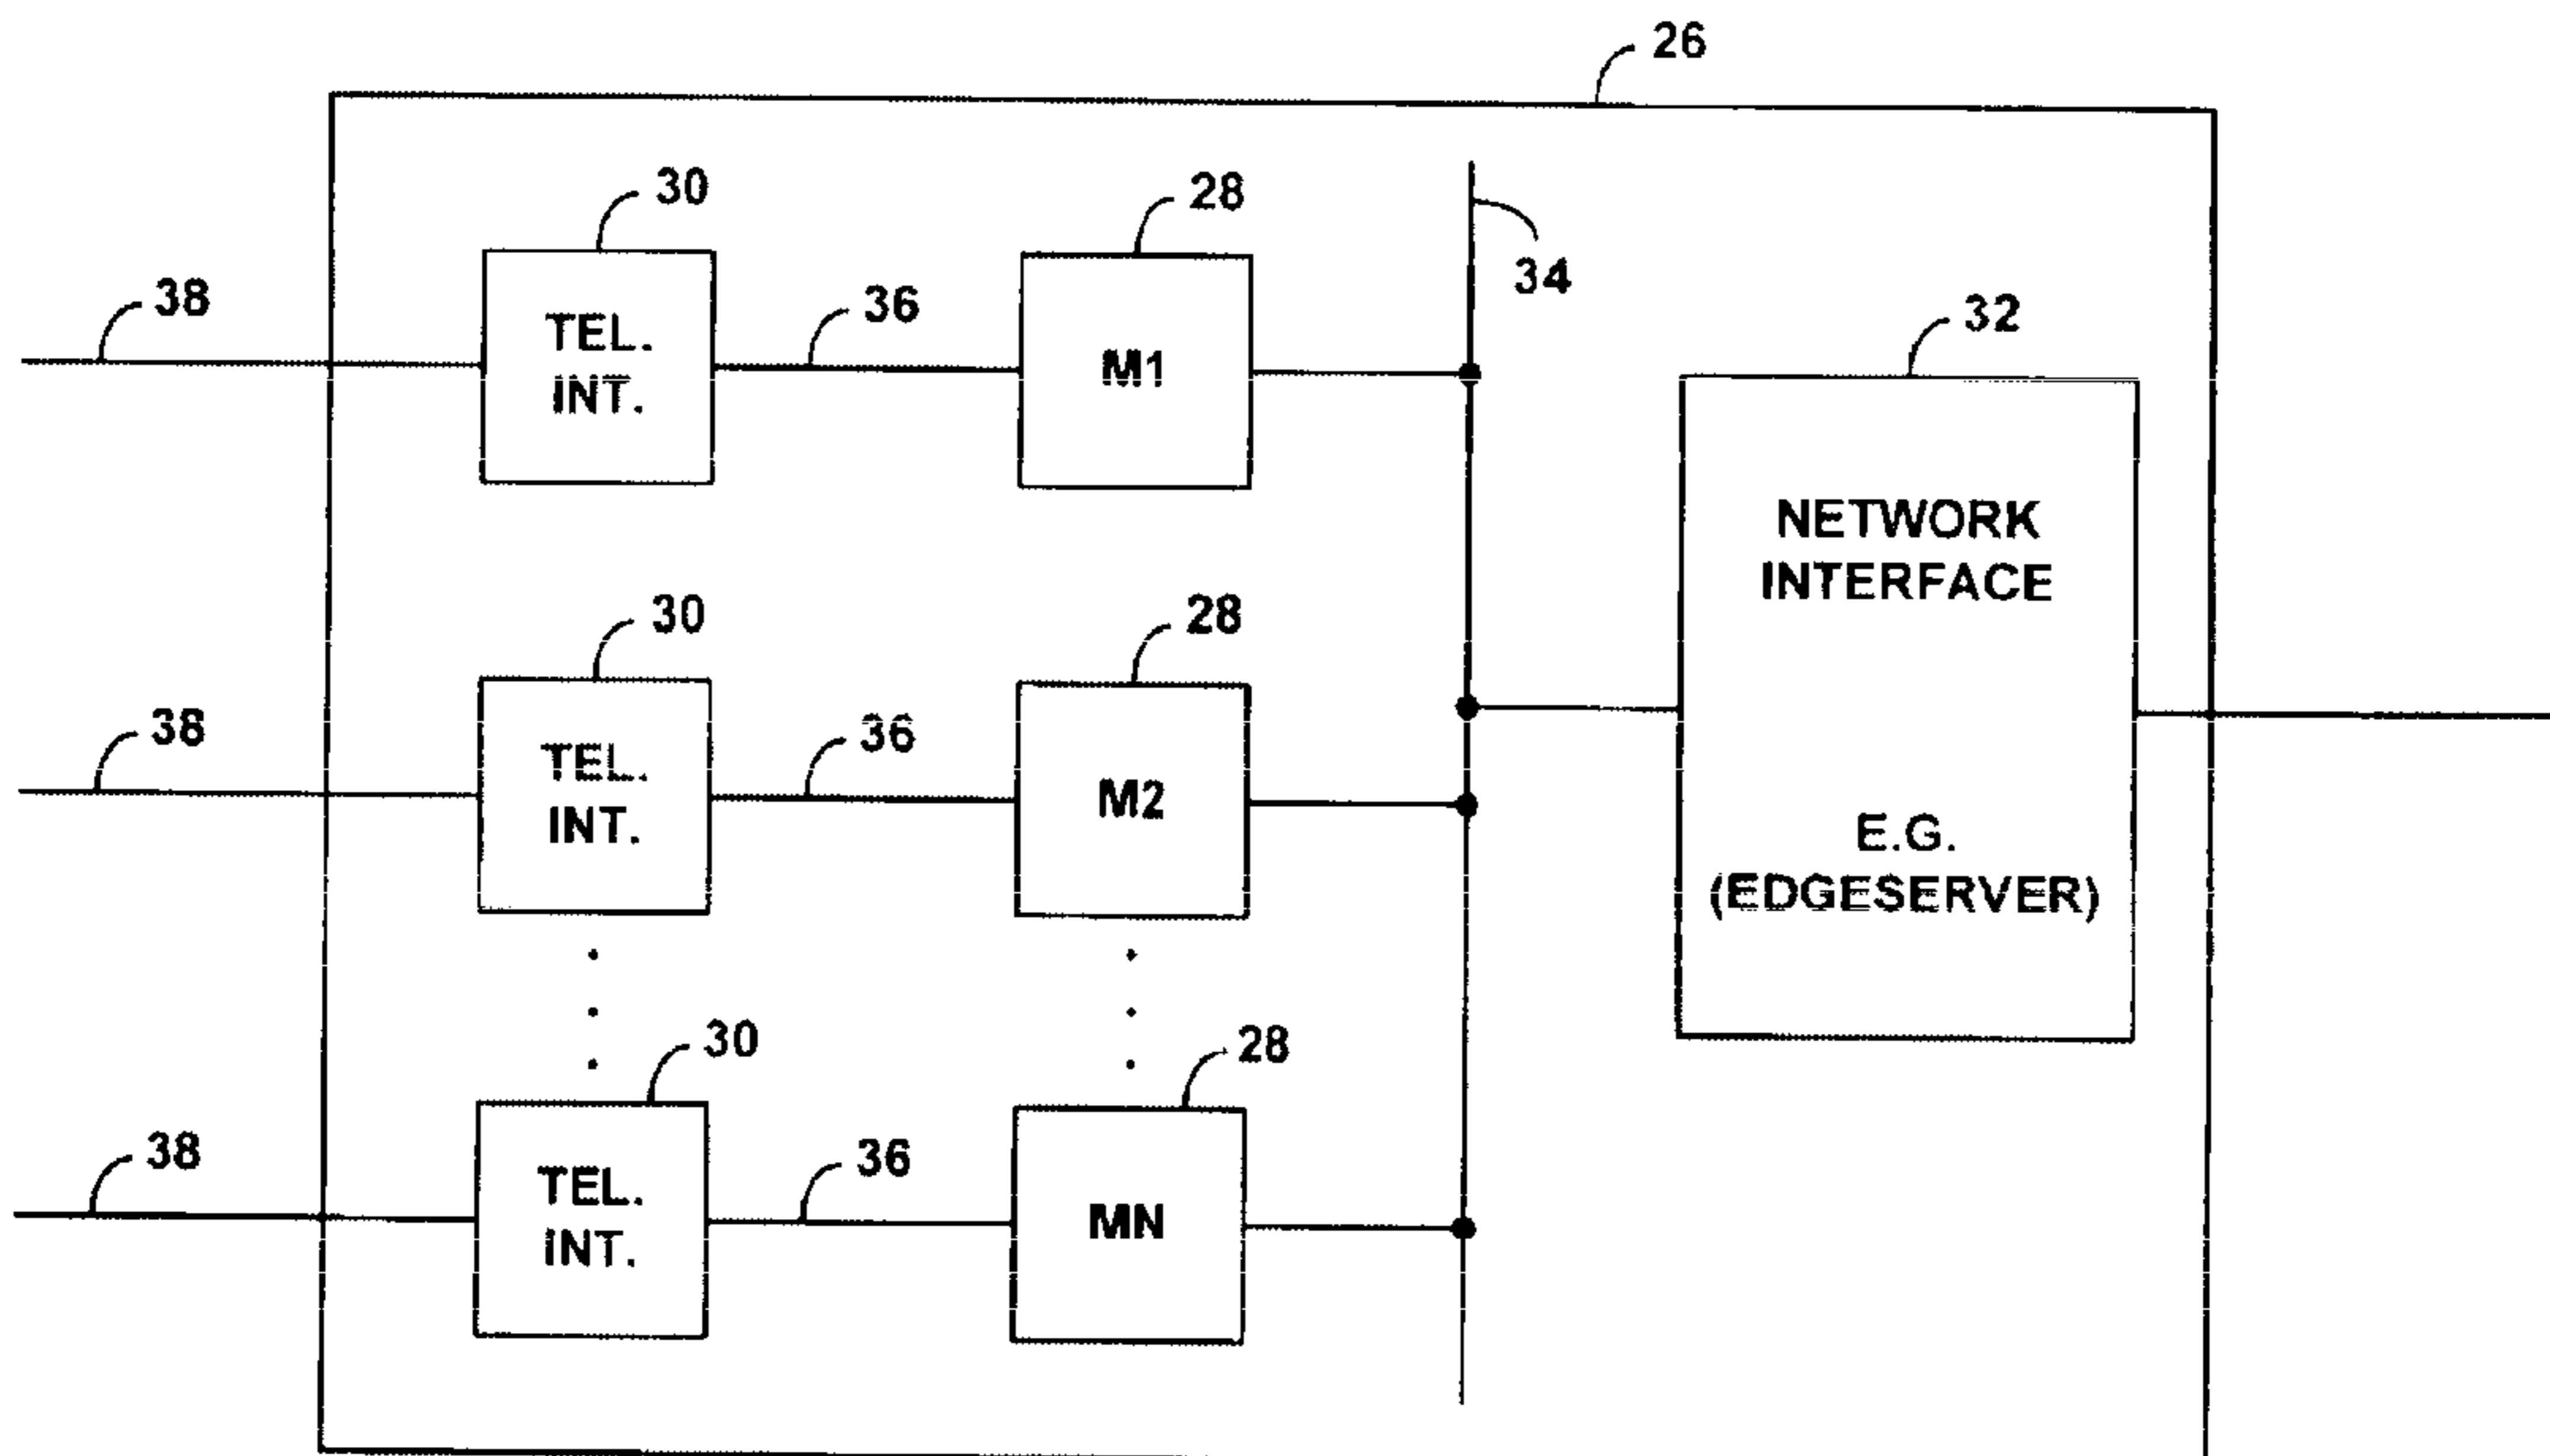 26
30
28
34
38
36
32
TEL.
INT.
M1
NETWORK
INTERFACE
30
28
38
36
TEL.
INT.
M2
E.G.
(EDGESERVER)
30
28
38
36
TEL.
INT.
MN